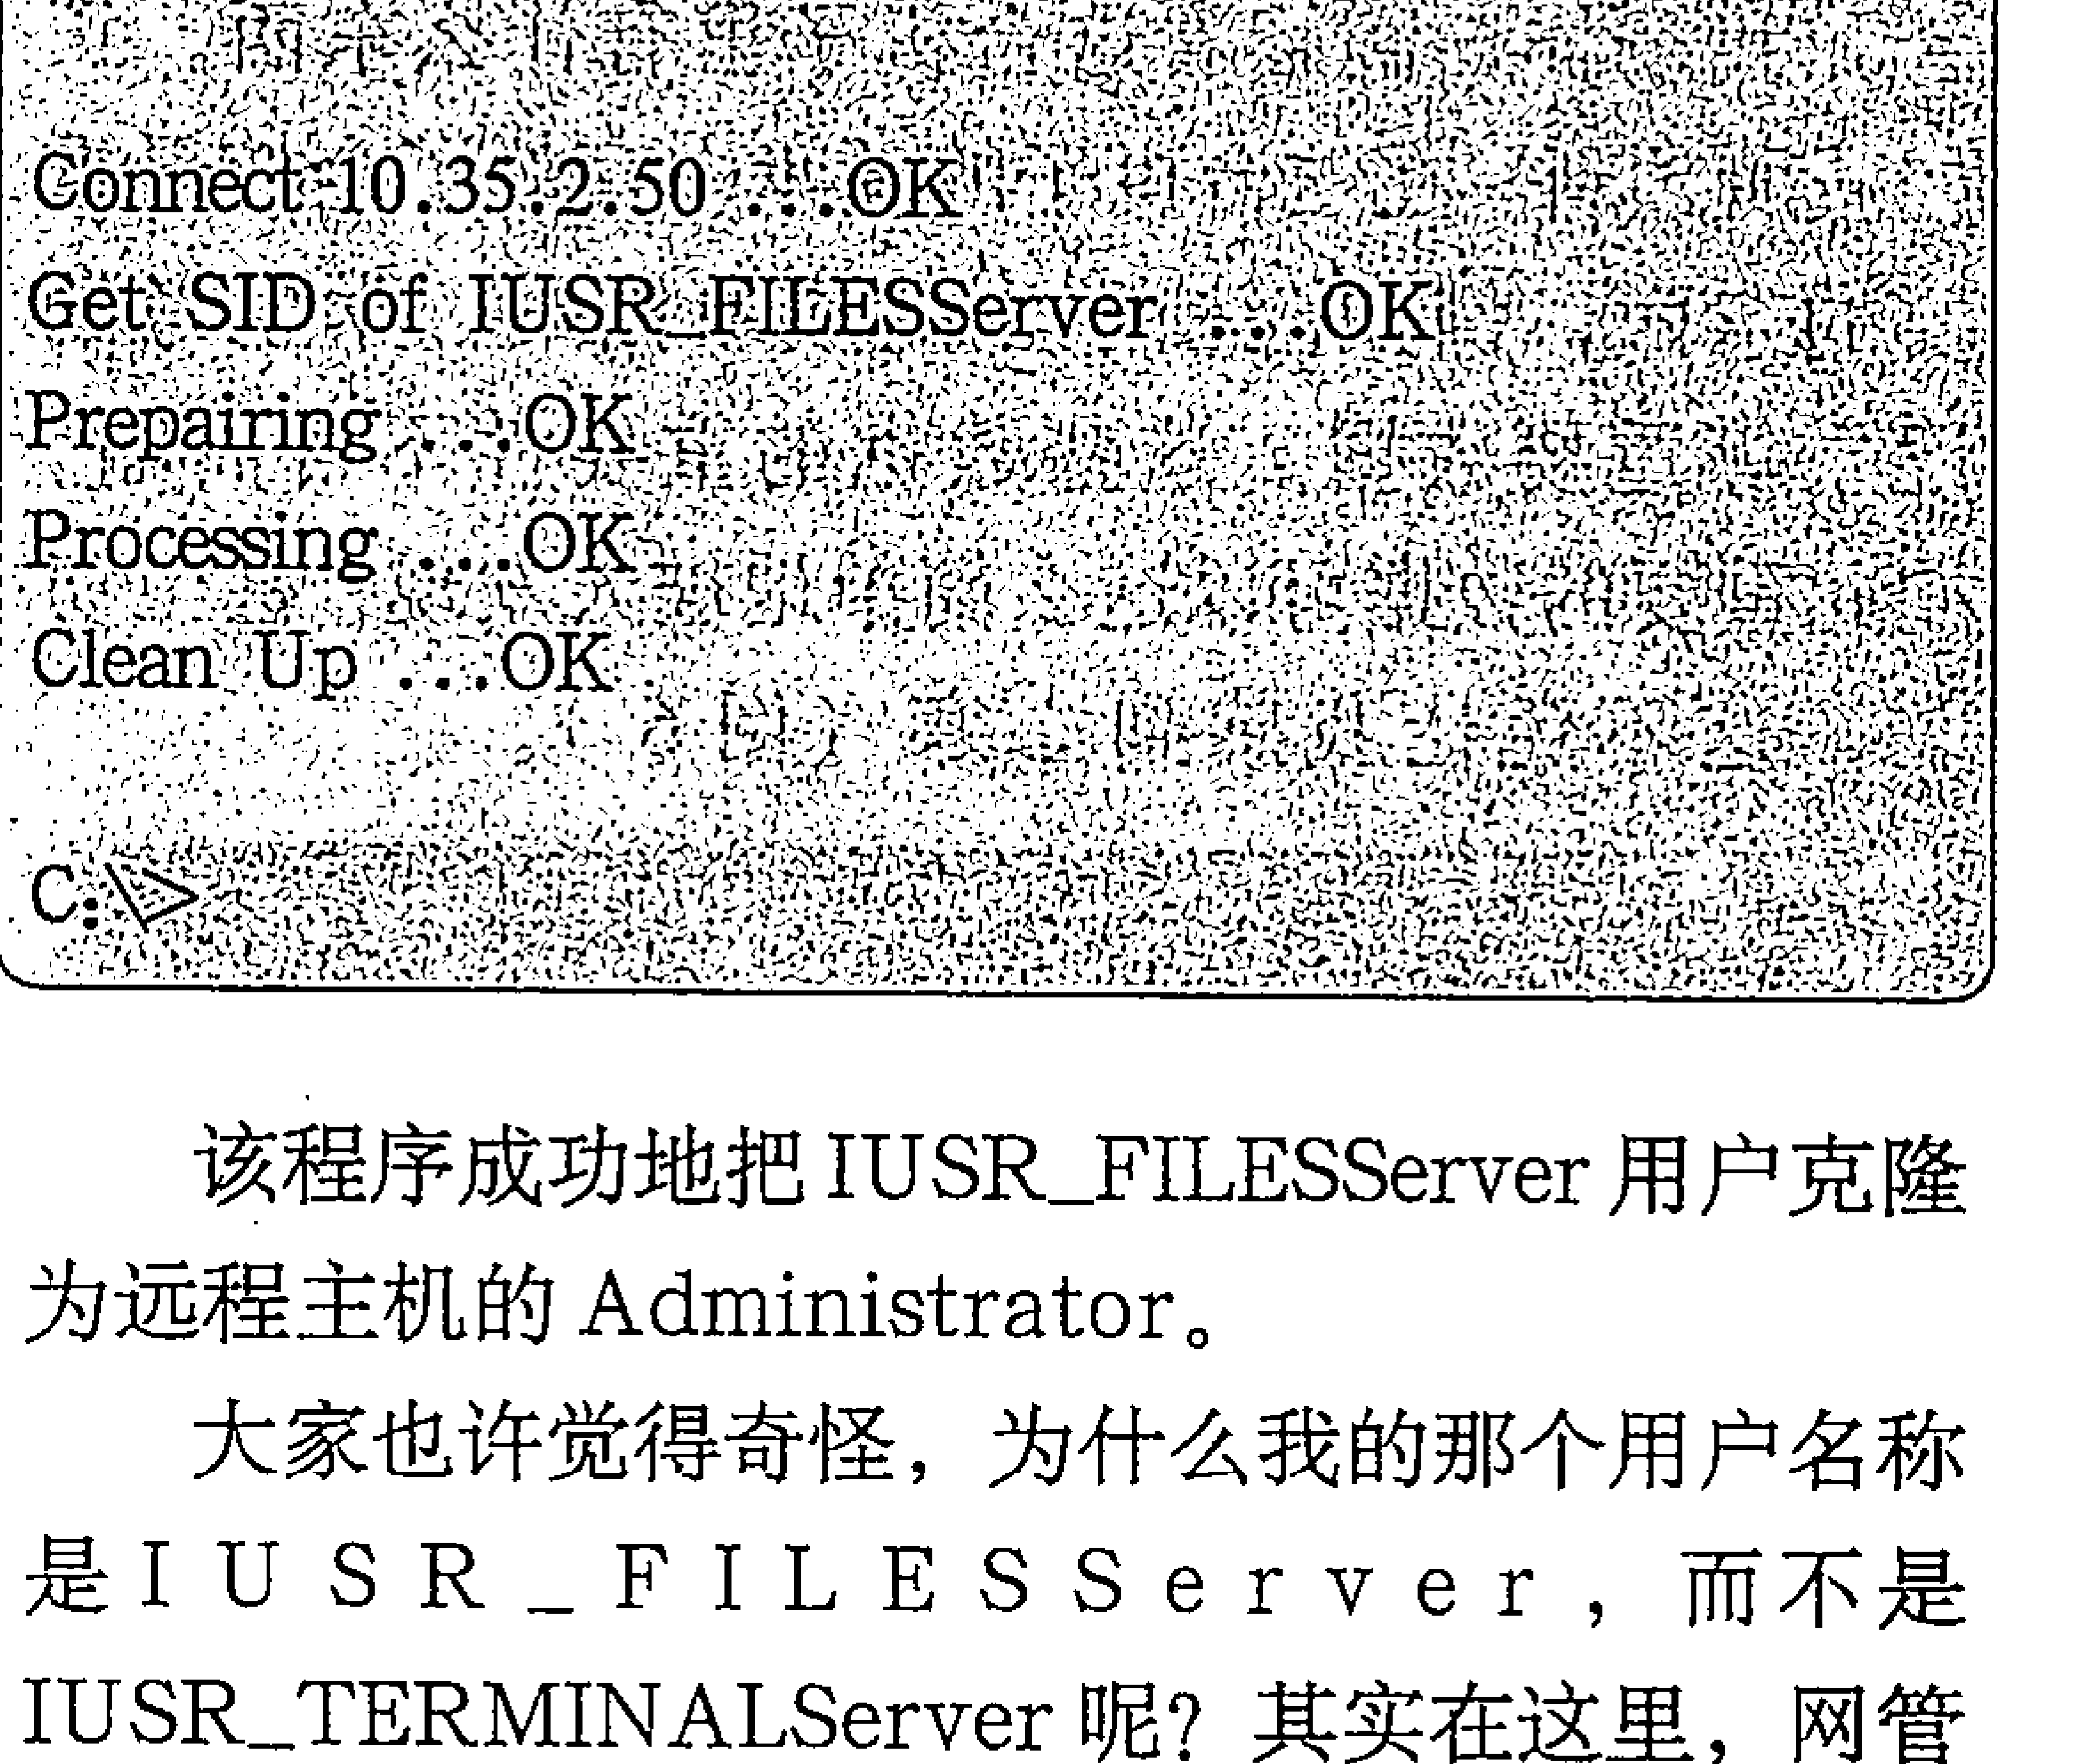 Connect 10.35.2.50 ...OK
Get SID of IUSR_FILESServer ...OK
Prepairing ...OK
Processing ...OK
Clean Up ...OK
C:\>
该程序成功地把IUSR_FILESServer用户克隆
为远程主机的Administrator。
大家也许觉得奇怪，为什么我的那个用户名称
是IUSR_FILESServer，而不是
IUSR_TERMINALServer呢？其实在这里，网管